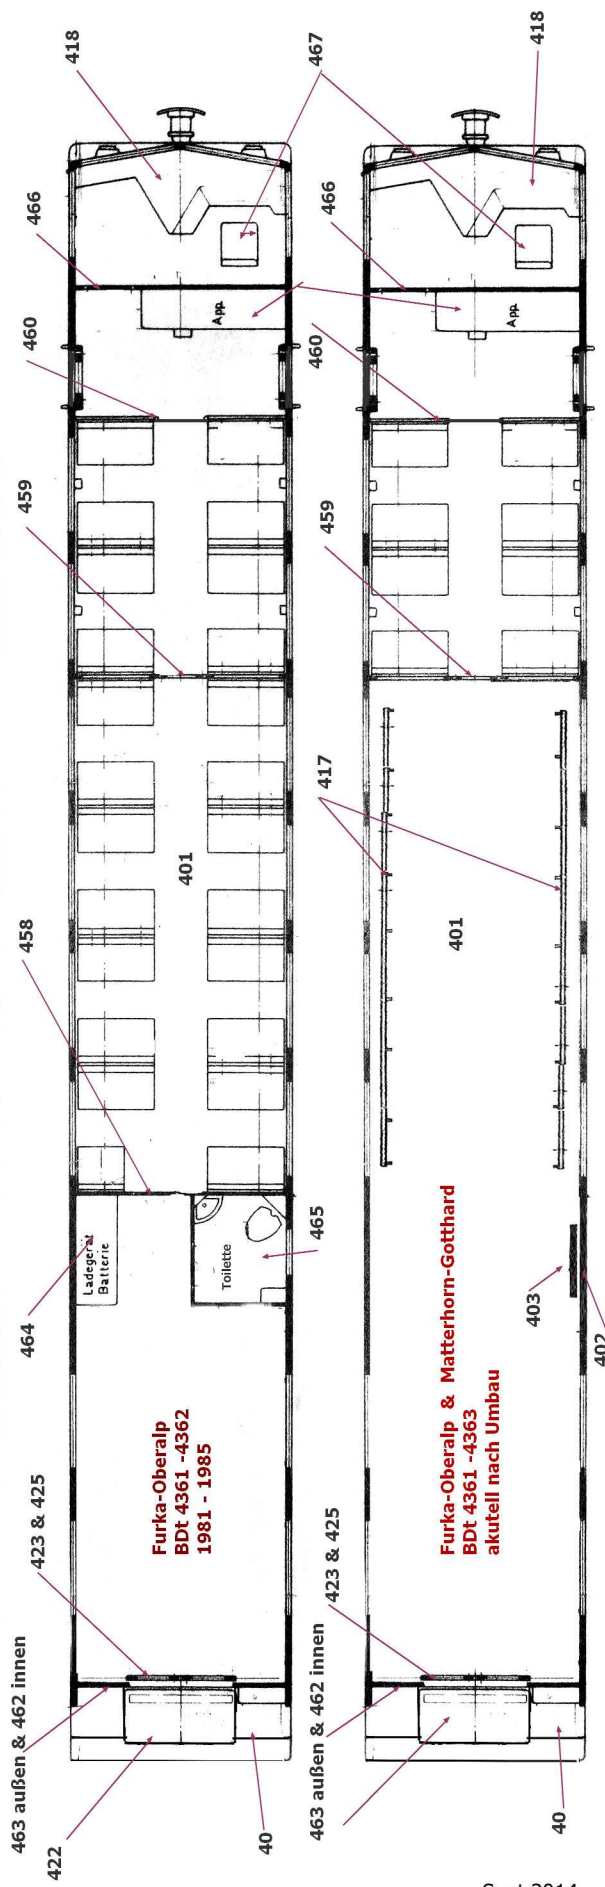 463 außen & 462 innen
422
40
423 & 425
464
458
459
460
466
418
467
465
Ladegerät
Batterie
Toilette
401
App
Furka-Oberalp
BDt 4361 -4362
1981 - 1985
463 außen & 462 innen
40
423 & 425
402
403
417
401
459
460
466
418
App
Furka-Oberalp & Matterhorn-Gotthard
BDt 4361 -4363
akutell nach Umbau